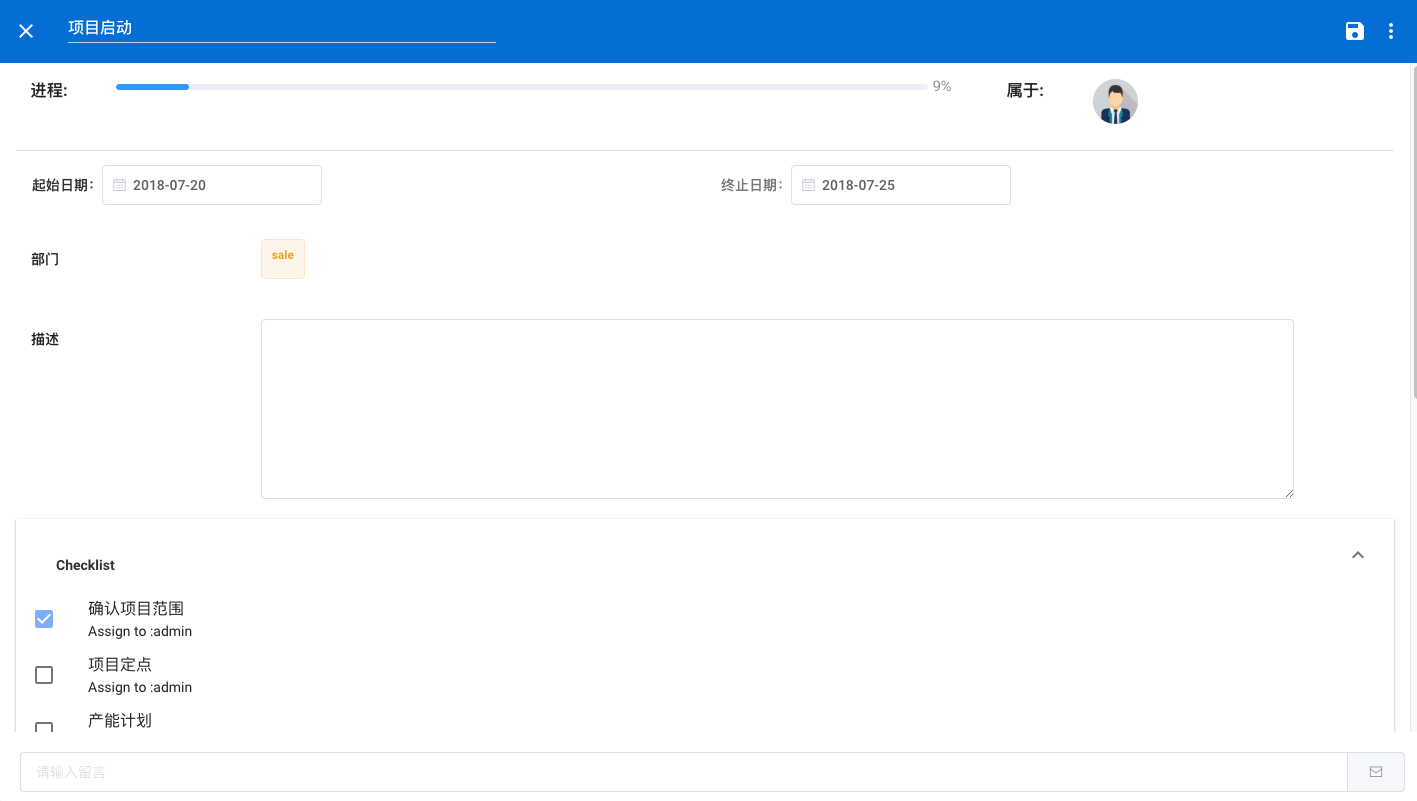 项目启动
进程:
9%
属于:
起始日期:
2018-07-20
终止日期:
2018-07-25
部门
sale
描述
Checklist
确认项目范围
Assign to :admin
项目定点
Assign to :admin
产能计划
请输入留言